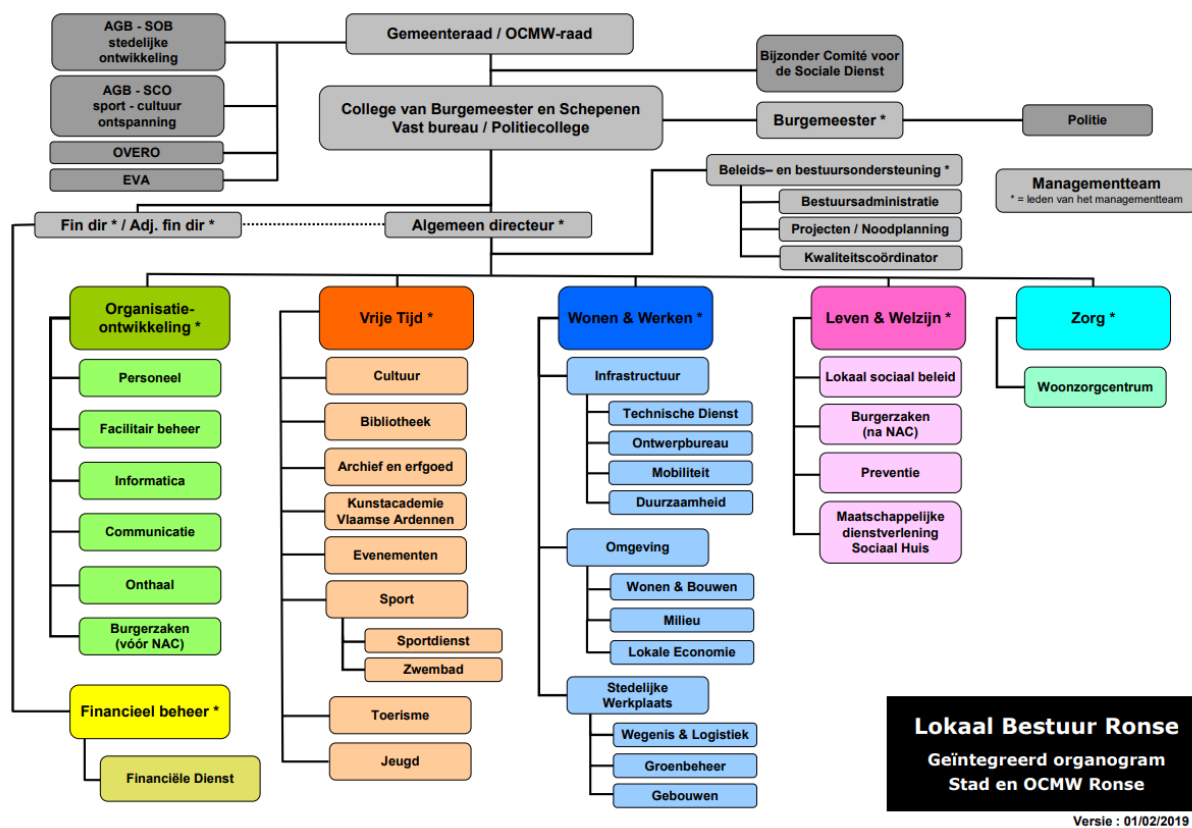 AGB - SOB
stedelijke
ontwikkeling
Gemeenteraad / OCMW-raad
Bijzonder Comité voor
de Sociale Dienst
AGB - SCO
sport - cultuur
ontspanning
College van Burgemeester en Schepenen
Vast bureau / Politiecollege
Burgemeester *
Politie
OVERO
EVA
Beleids– en bestuursondersteuning *
Bestuursadministratie
Projecten / Noodplanning
Kwaliteitscoördinator
Managementteam
* = leden van het managementteam
Fin dir * / Adj. fin dir *
Algemeen directeur *
Organisatie-
ontwikkeling *
Personeel
Facilitair beheer
Informatica
Communicatie
Onthaal
Burgerzaken
(vóór NAC)
Financieel beheer *
Financiële Dienst
Vrije Tijd *
Cultuur
Bibliotheek
Archief en erfgoed
Kunstacademie
Vlaamse Ardennen
Evenementen
Sport
Sportdienst
Zwembad
Toerisme
Jeugd
Wonen & Werken *
Infrastructuur
Technische Dienst
Ontwerpbureau
Mobiliteit
Duurzaamheid
Omgeving
Wonen & Bouwen
Milieu
Lokale Economie
Stedelijke
Werkplaats
Wegenis & Logistiek
Groenbeheer
Gebouwen
Leven & Welzijn *
Lokaal sociaal beleid
Burgerzaken
(na NAC)
Preventie
Maatschappelijke
dienstverlening
Sociaal Huis
Zorg *
Woonzorgcentrum
Lokaal Bestuur Ronse
Geïntegreerd organogram
Stad en OCMW Ronse
Versie : 01/02/2019